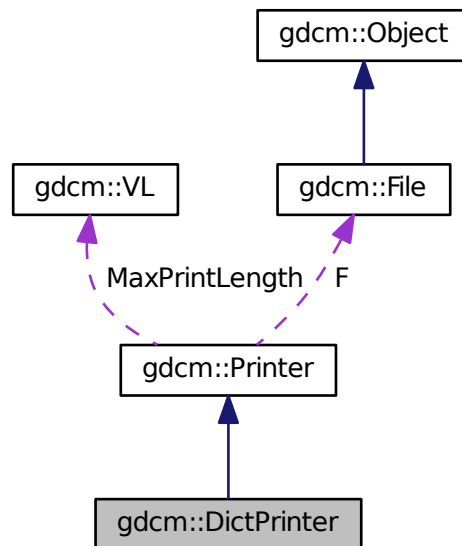 gdcm::Object
gdcm::VL
gdcm::File
MaxPrintLength
F
gdcm::Printer
gdcm::DictPrinter